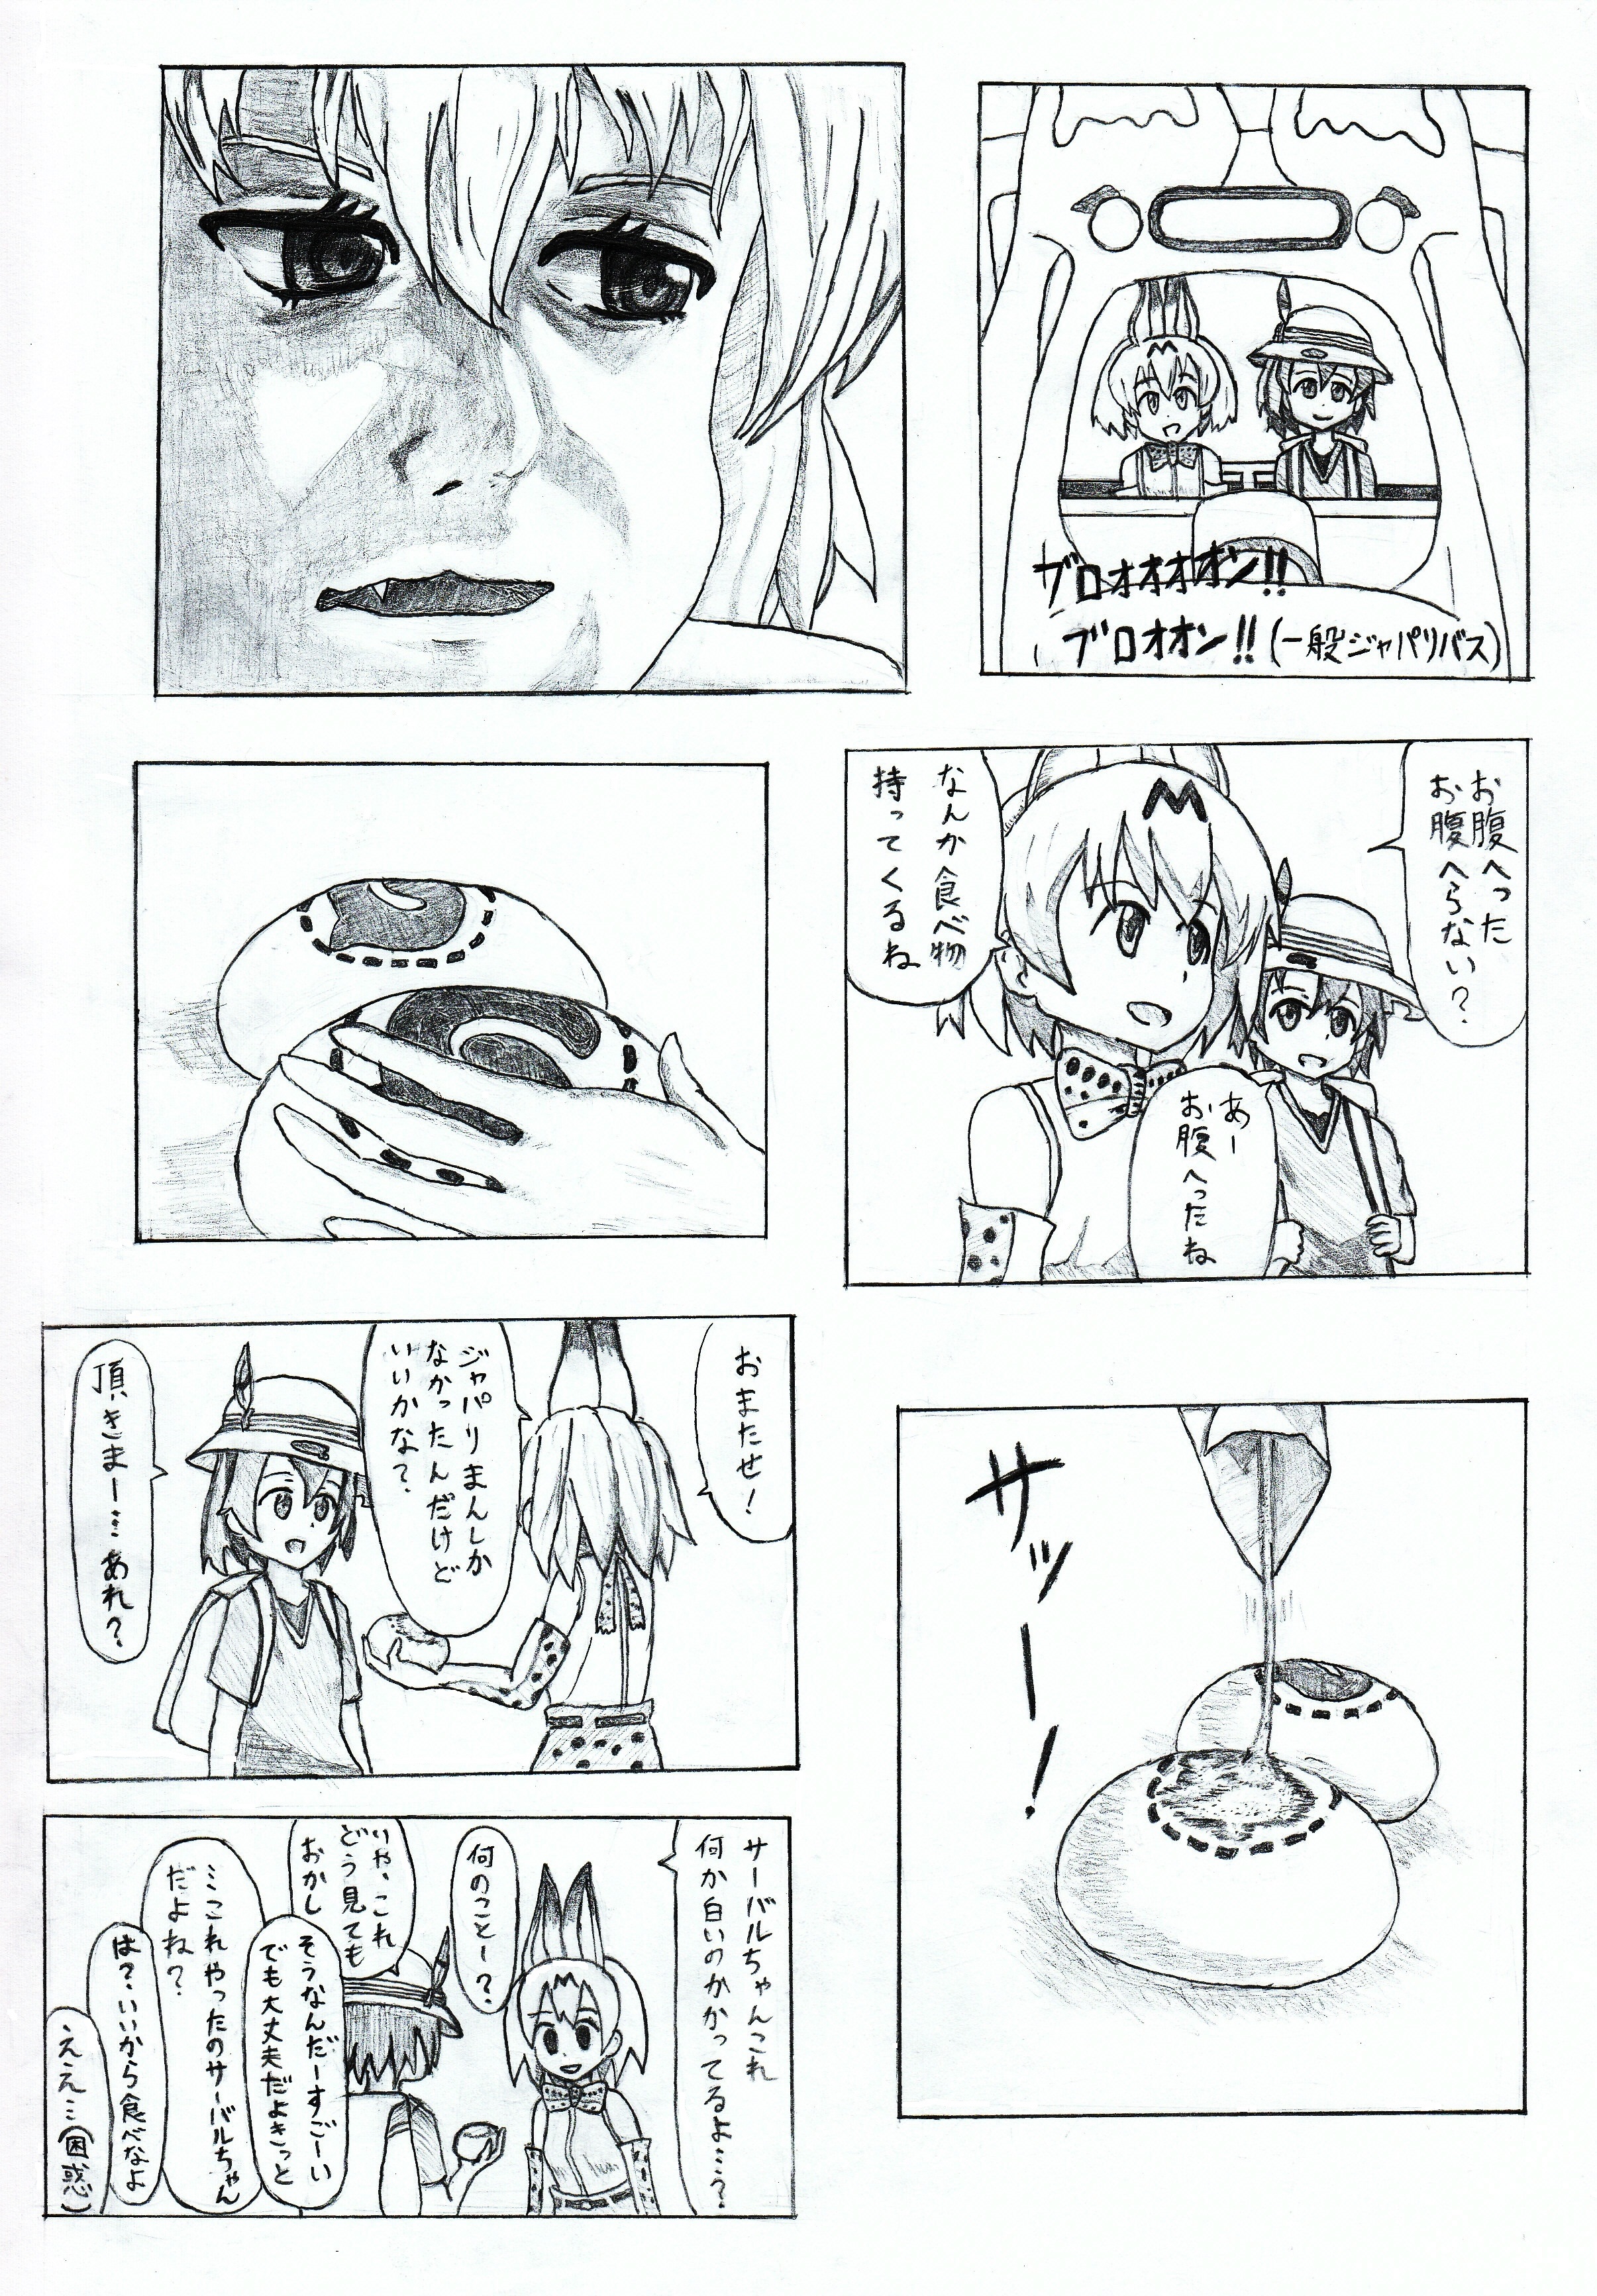 ブロオオオオン!!
ブロオオン!!(一般ジャパリバス)
お腹へった
お腹へらない？
あー
お腹へったね
なんか食べ物
持ってくるね
サッー！
おまたせ！
ジャパリまんしか
なかったんだけど
いいかな？
頂きまー…あれ？
サーバルちゃんこれ
何か白いのかかってるよ…？
何のことー？
いや、これ
どう見ても
おかし
そうなんだーすごーい
でも大丈夫だよきっと
…これやったのサーバルちゃん
だよね？
は？いいから食べなよ
ええ…(困惑)